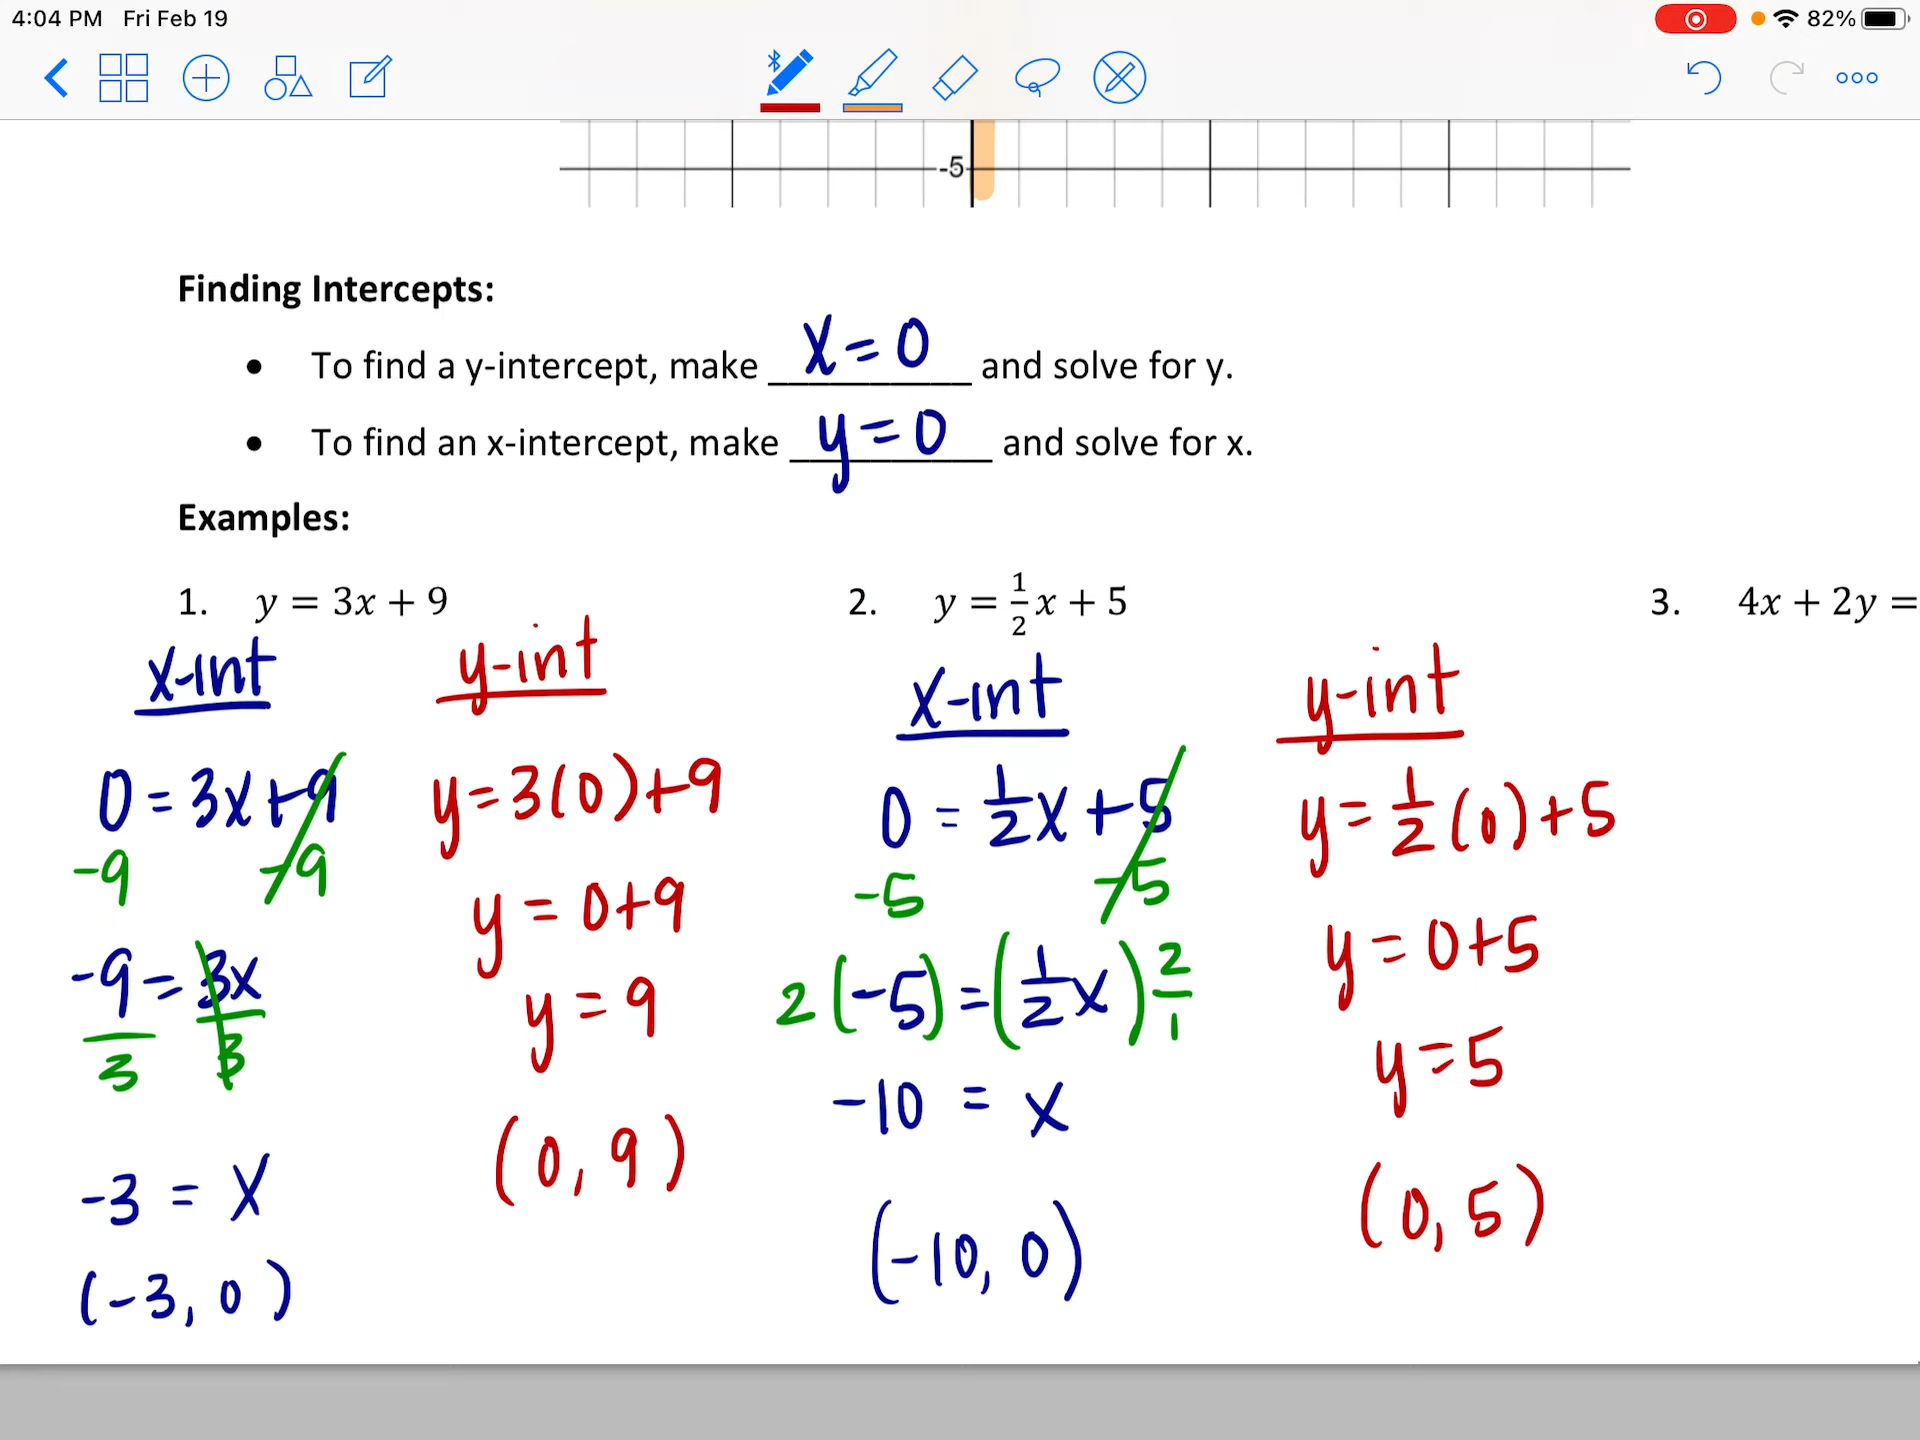 4:04 PM Fri Feb 19
82%
-5
Finding Intercepts:
• To find a y-intercept, make x=0 and solve for y.
• To find an x-intercept, make y=0 and solve for x.
Examples:
1. y = 3x + 9
x-int
0 = 3x+9
-9 -9
-9 = 3x
3 3
-3 = x
(-3, 0)
y-int
y=3(0)+9
y = 0+9
y = 9
(0, 9)
2. y = 1/2 x + 5
x-int
0 = 1/2 x + 5
-5 -5
2(-5) = (1/2 x) 2/1
-10 = x
(-10, 0)
y-int
y = 1/2 (0)+5
y = 0+5
y = 5
(0, 5)
3. 4x + 2y =